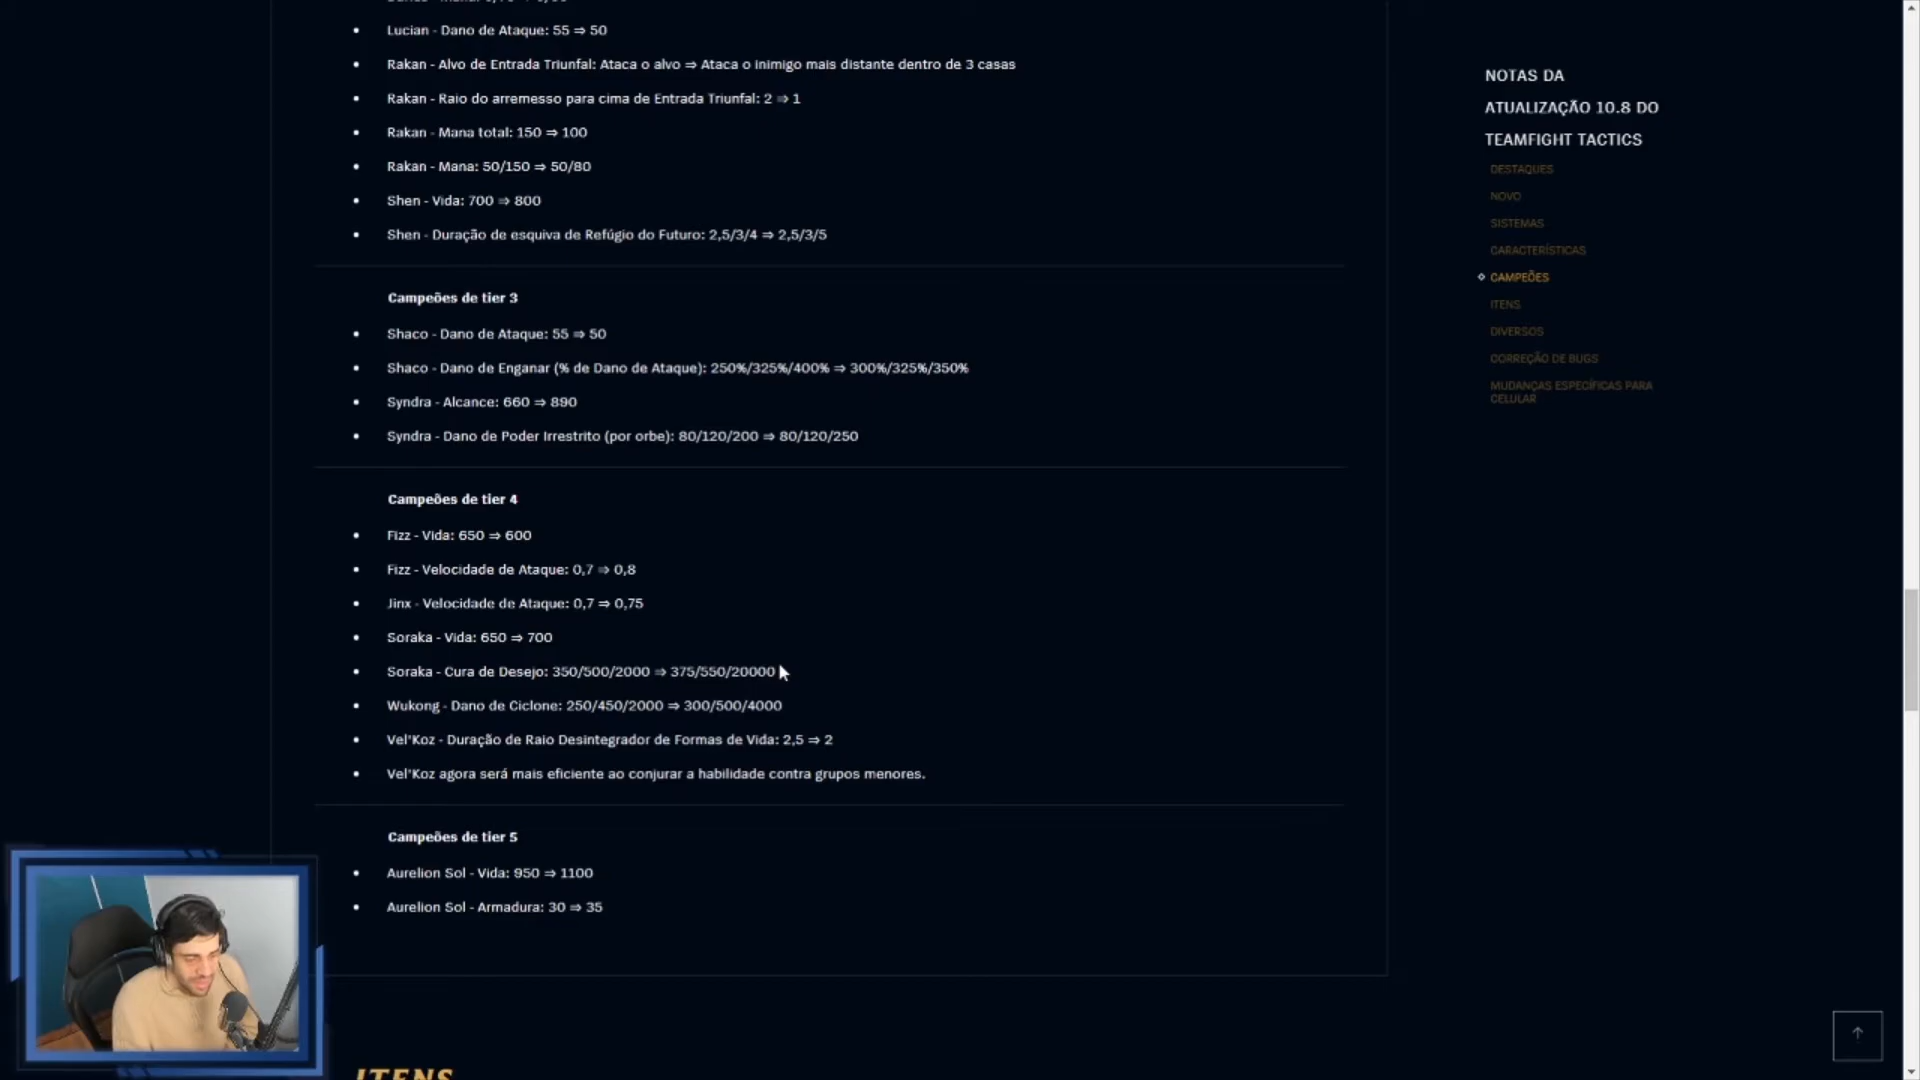 Lucian - Dano de Ataque: 55 ⇒ 50
Rakan - Alvo de Entrada Triunfal: Ataca o alvo ⇒ Ataca o inimigo mais distante dentro de 3 casas
Rakan - Raio do arremesso para cima de Entrada Triunfal: 2 ⇒ 1
Rakan - Mana total: 150 ⇒ 100
Rakan - Mana: 50/150 ⇒ 50/80
Shen - Vida: 700 ⇒ 800
Shen - Duração de esquiva de Refúgio do Futuro: 2,5/3/4 ⇒ 2,5/3/5
Campeões de tier 3
Shaco - Dano de Ataque: 55 ⇒ 50
Shaco - Dano de Enganar (% de Dano de Ataque): 250%/325%/400% ⇒ 300%/325%/350%
Syndra - Alcance: 660 ⇒ 890
Syndra - Dano de Poder Irrestrito (por orbe): 80/120/200 ⇒ 80/120/250
Campeões de tier 4
Fizz - Vida: 650 ⇒ 600
Fizz - Velocidade de Ataque: 0,7 ⇒ 0,8
Jinx - Velocidade de Ataque: 0,7 ⇒ 0,75
Soraka - Vida: 650 ⇒ 700
Soraka - Cura de Desejo: 350/500/2000 ⇒ 375/550/20000
Wukong - Dano de Ciclone: 250/450/2000 ⇒ 300/500/4000
Vel'Koz - Duração de Raio Desintegrador de Formas de Vida: 2,5 ⇒ 2
Vel'Koz agora será mais eficiente ao conjurar a habilidade contra grupos menores.
Campeões de tier 5
Aurelion Sol - Vida: 950 ⇒ 1100
Aurelion Sol - Armadura: 30 ⇒ 35
ITENS
NOTAS DA
ATUALIZAÇÃO 10.8 DO
TEAMFIGHT TACTICS
DESTAQUES
NOVO
SISTEMAS
CARACTERÍSTICAS
CAMPEÕES
ITENS
DIVERSOS
CORREÇÃO DE BUGS
MUDANÇAS ESPECÍFICAS PARA
CELULAR